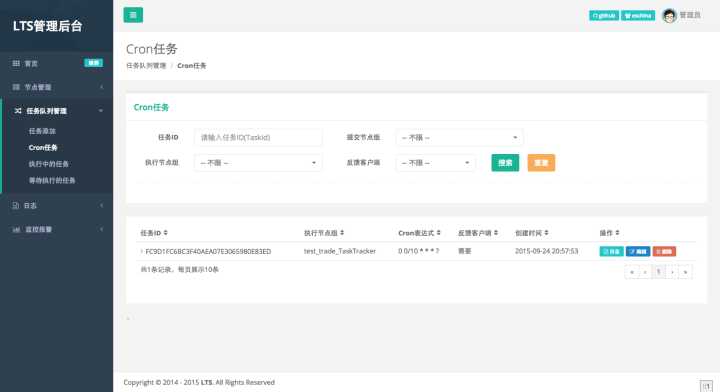 LTS管理后台
github
oschina
管理员
首页
节点管理
任务队列管理
任务添加
Cron任务
执行中的任务
等待执行的任务
日志
监控报警
Cron任务
任务队列管理 / Cron任务
Cron任务
任务ID 请输入任务ID(TaskId) 提交节点组 -- 不限 --
执行节点组 -- 不限 -- 反馈客户端 -- 不限 -- 搜索 重置
任务ID 执行节点组 Cron表达式 反馈客户端 创建时间 操作
FC9D1FC6BC3F40AEA07E3065980E83ED test_trade_TaskTracker 0 0/10 * * * ? 需要 2015-09-24 20:57:53 编辑 删除
共1条记录，每页展示10条 « ‹ 1 › »
Copyright © 2014 - 2015 LTS. All Rights Reserved